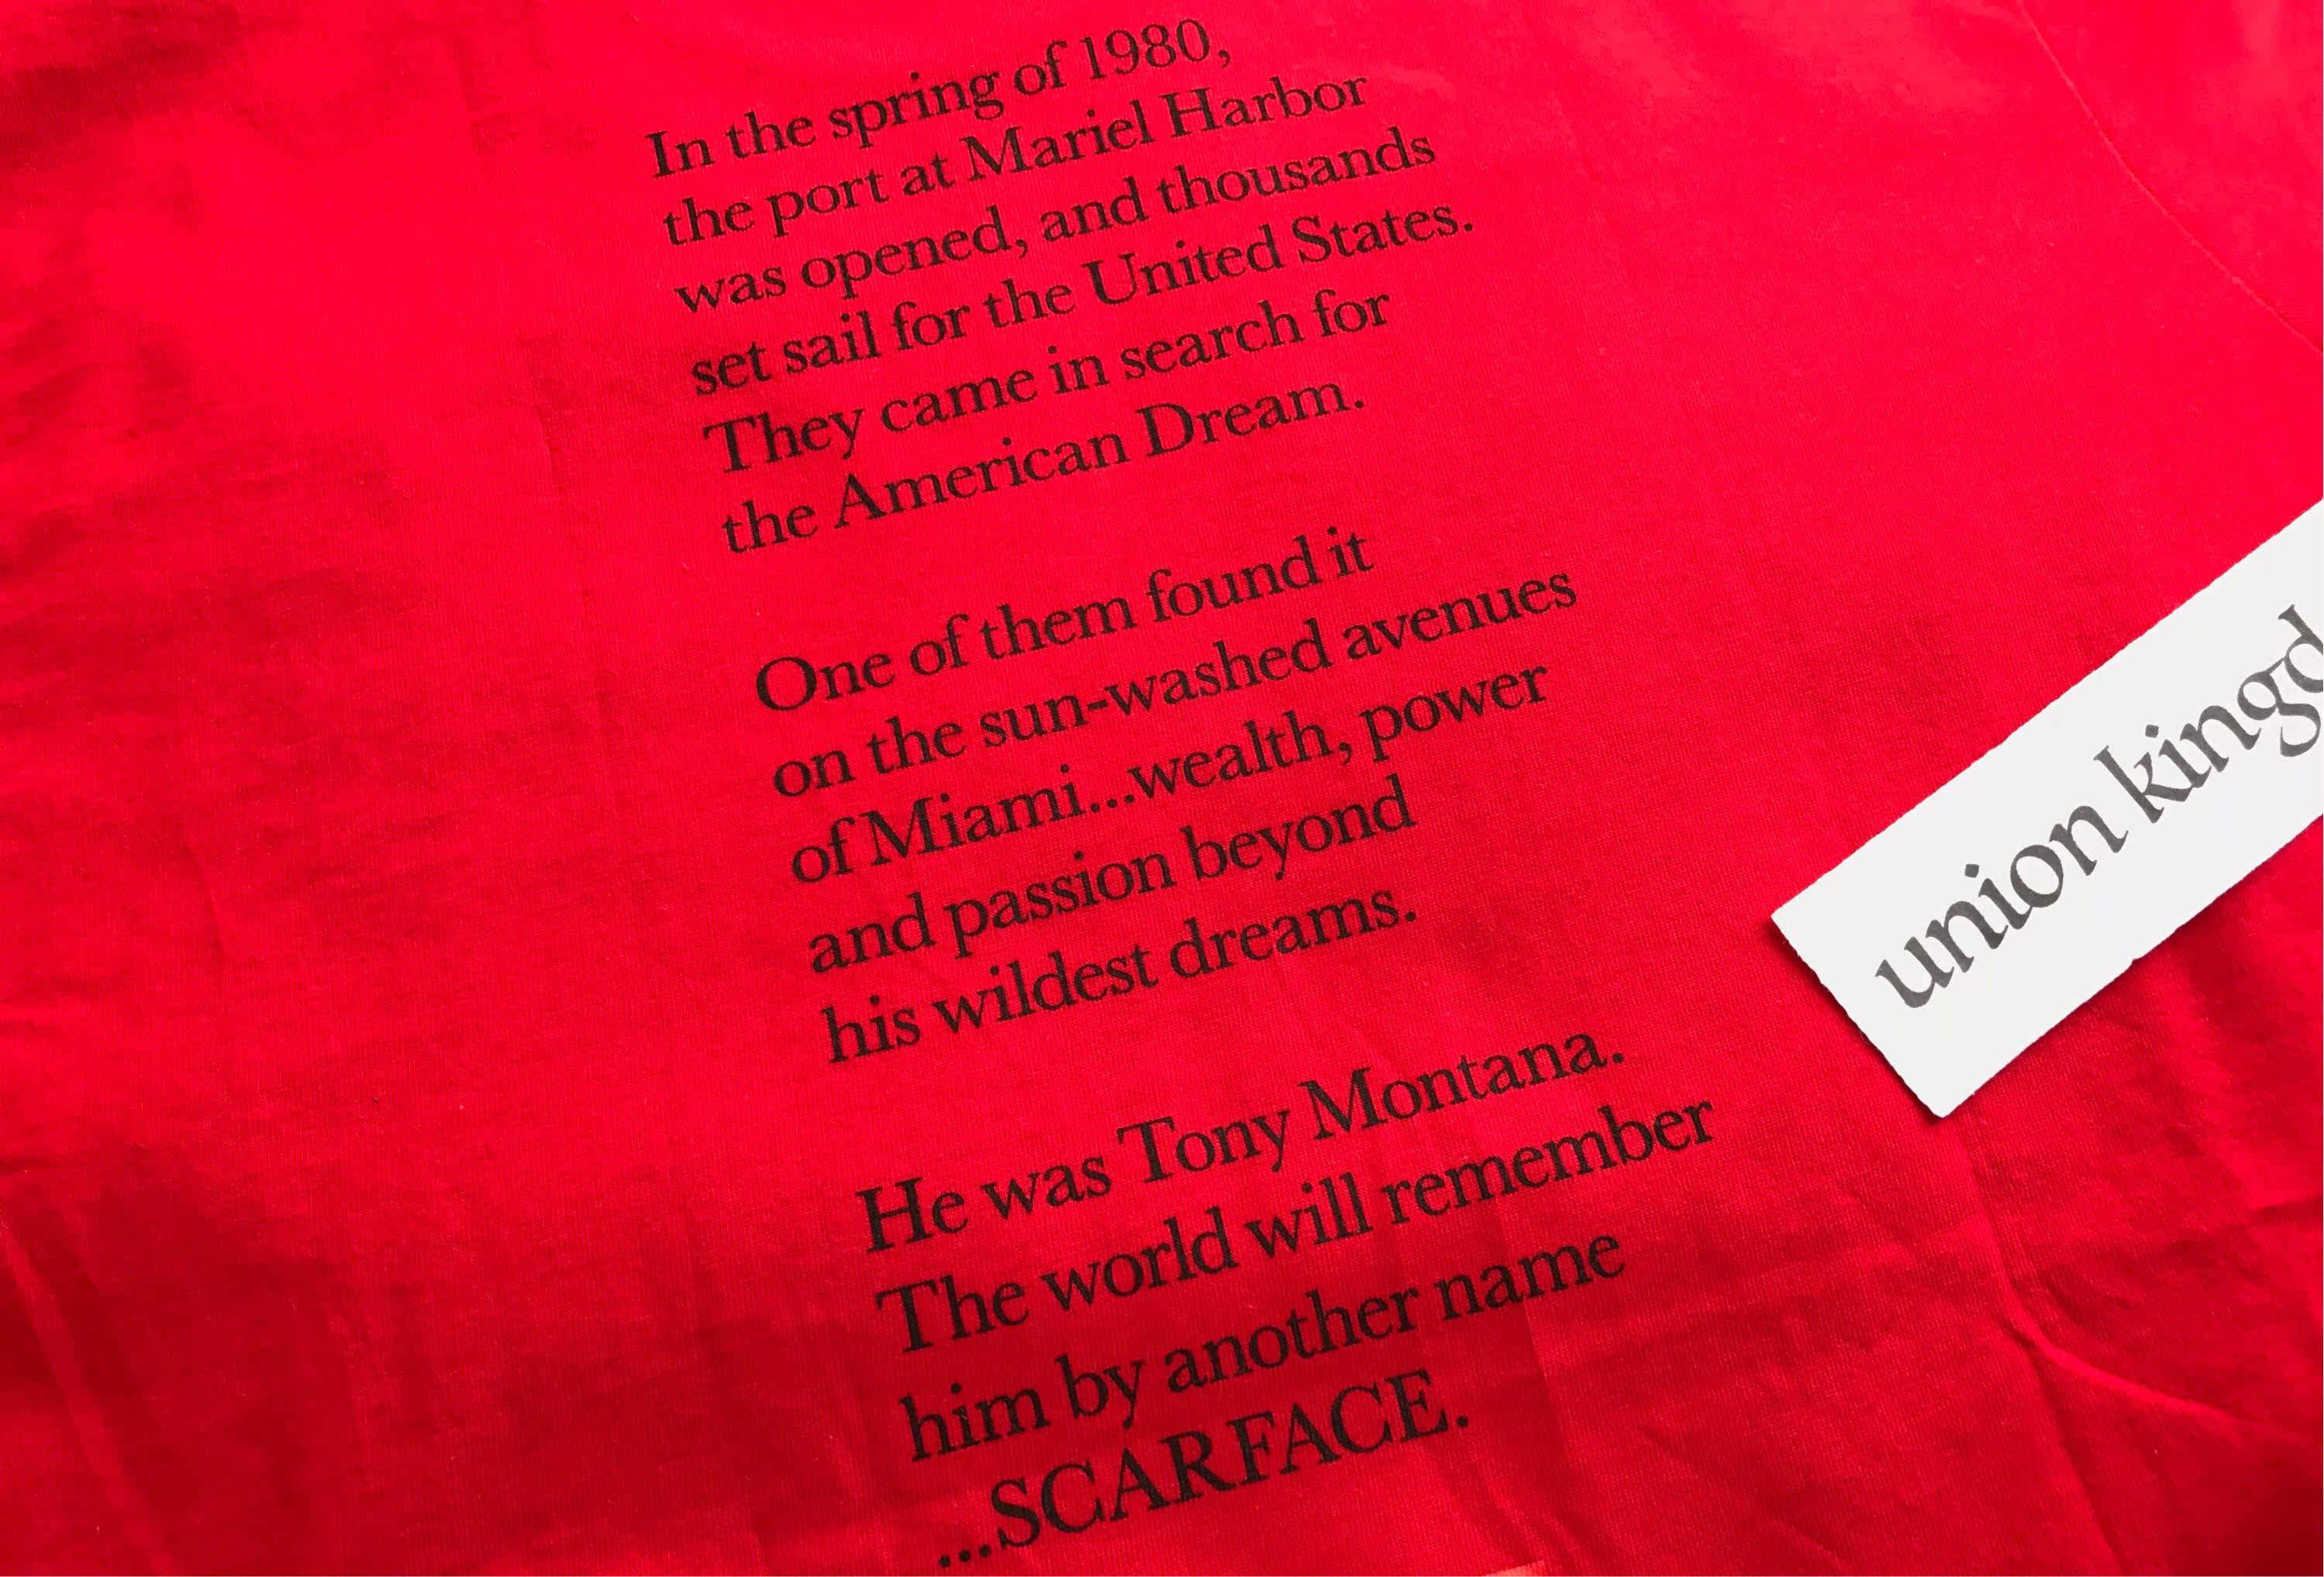 In the spring of 1980,
the port at Mariel Harbor
was opened, and thousands
set sail for the United States.
They came in search for
the American Dream.
One of them found it
on the sun-washed avenues
of Miami...wealth, power
and passion beyond
his wildest dreams.
He was Tony Montana.
The world will remember
him by another name
...SCARFACE.
union kingd